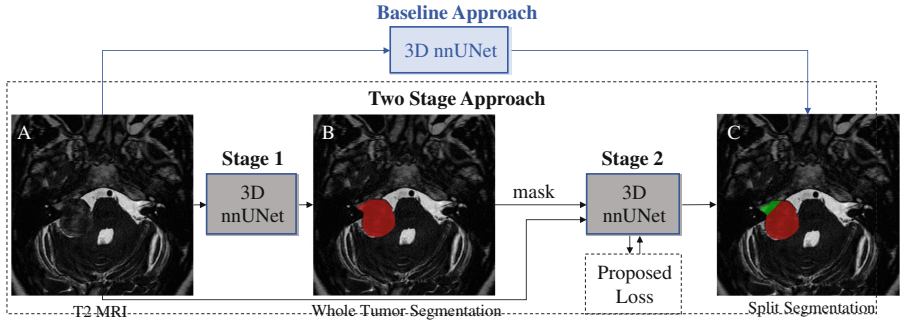 Baseline Approach
3D nnUNet
Two Stage Approach
A
B
C
Stage 1
Stage 2
3D
nnUNet
mask
3D
nnUNet
Proposed
Loss
T2 MRI
Whole Tumor Segmentation
Split Segmentation